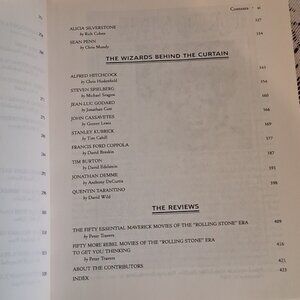 Contents
ALICIA SILVERSTONE 327
by Rich Cohen
SEAN PENN 334
by Chris Mundy
THE WIZARDS BEHIND THE CURTAIN
ALFRED HITCHCOCK
by Chris Hodenfield
STEVEN SPIELBERG
by Michael Sragow
JEAN LUC GODARD
by Jonathan Cott
JOHN CASSAVETES
by Grover Lewis
STANLEY KUBRICK
by Tim Cahill
FRANCIS FORD COPPOLA
by David Breskin
TIM BURTON
by David Edelstein
JONATHAN DEMME 391
by Anthony DeCurtis
QUENTIN TARANTINO 398
by David Wild
THE REVIEWS
THE FIFTY ESSENTIAL MAVERICK MOVIES OF THE "ROLLING STONE" ERA 409
by Peter Travers
FIFTY MORE REBEL MOVIES OF THE "ROLLING STONE" ERA 416
TO GET YOU THINKING
by Peter Travers
ABOUT THE CONTRIBUTORS 421
INDEX 423